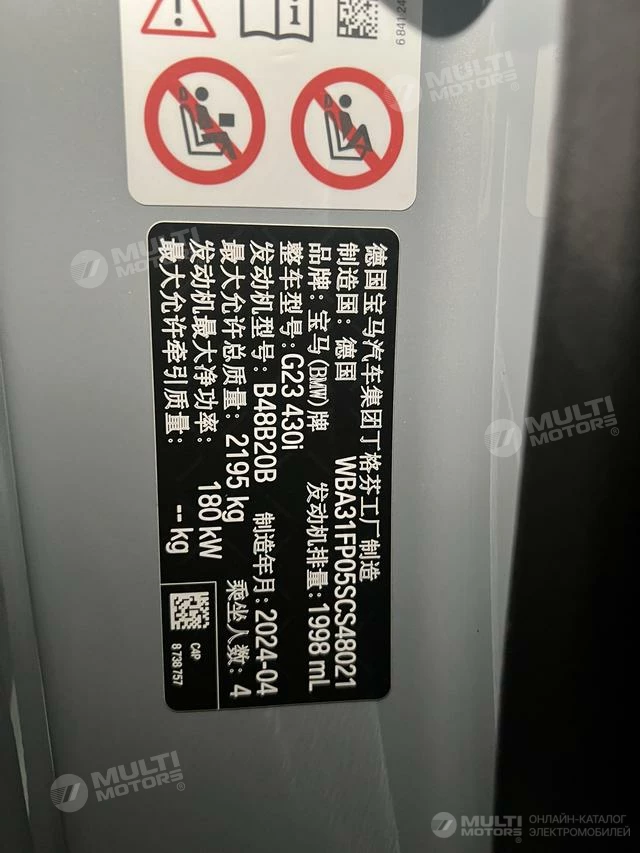 6 841 24
德国宝马汽车集团丁格芬工厂制造
制造国：德国 WBA31FP05SCS48021
品牌：宝马(BMW)牌 发动机排量：1998 mL
整车型号：G23 430i
发动机型号：B48B20B 制造年月：2024-04
最大允许总质量：2195 kg 乘坐人数：4
发动机最大净功率：180 kW
最大允许牵引质量：-- kg
C4P
8 738 757
MULTI MOTORS®
MULTI MOTORS®
MULTI MOTORS®
MULTI MOTORS®
MULTI MOTORS® ОНЛАЙН-КАТАЛОГ ЭЛЕКТРОМОБИЛЕЙ